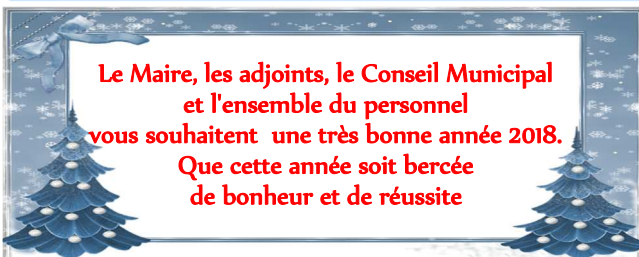 Le Maire, les adjoints, le Conseil Municipal
et l'ensemble du personnel
vous souhaitent une très bonne année 2018.
Que cette année soit bercée
de bonheur et de réussite